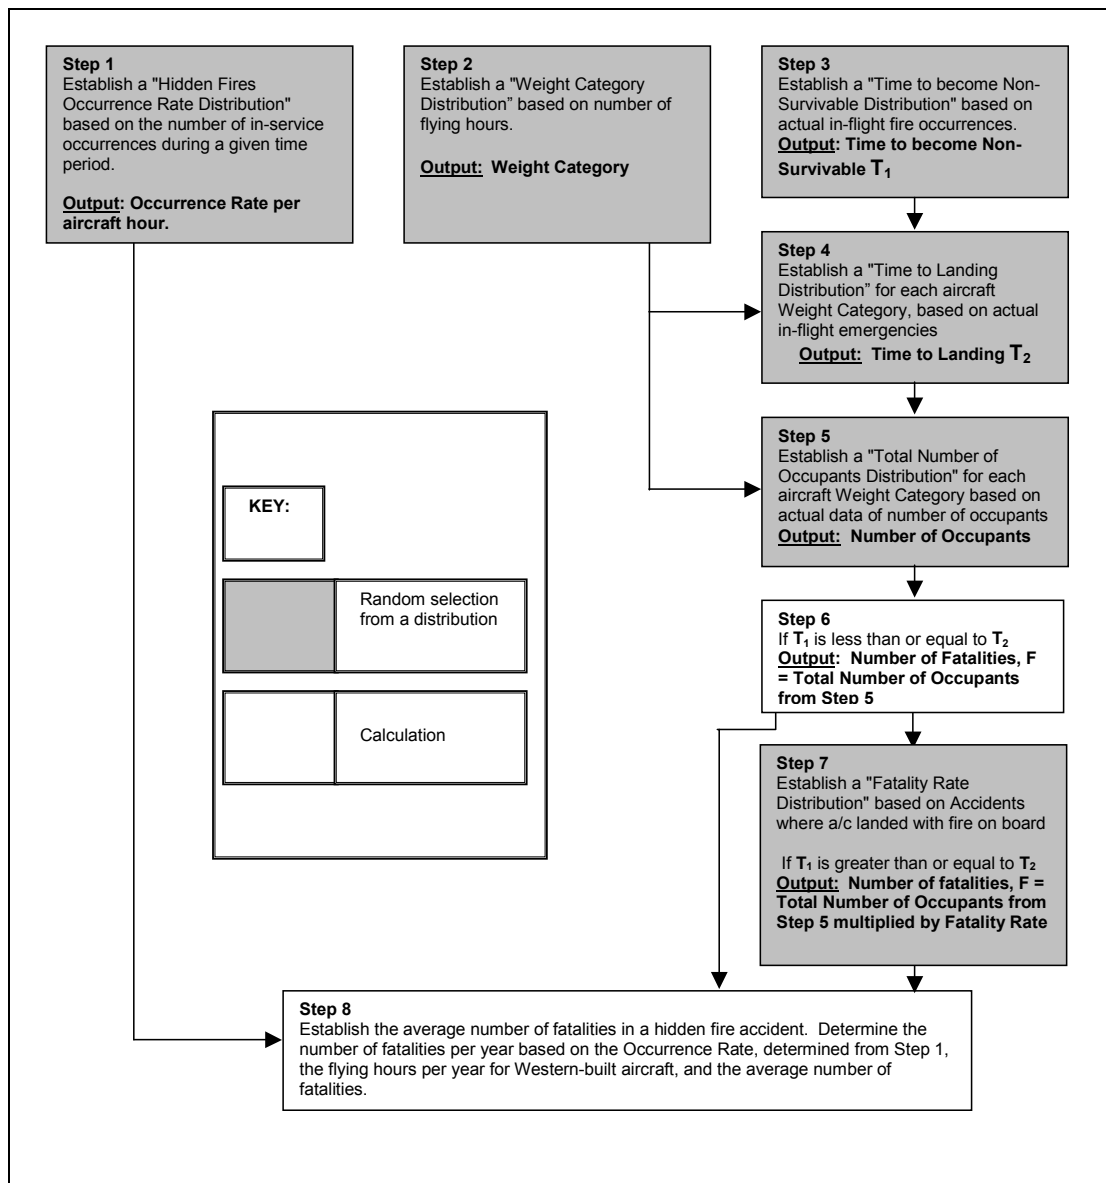 Step 1
Establish a "Hidden Fires
Occurrence Rate Distribution"
based on the number of in-service
occurrences during a given time
period.
Output: Occurrence Rate per
aircraft hour.
Step 2
Establish a "Weight Category
Distribution” based on number of
flying hours.
Output: Weight Category
Step 3
Establish a "Time to become Non-
Survivable Distribution" based on
actual in-flight fire occurrences.
Output: Time to become Non-
Survivable T1
Step 4
Establish a "Time to Landing
Distribution” for each aircraft
Weight Category, based on actual
in-flight emergencies
Output: Time to Landing T2
Step 5
Establish a "Total Number of
Occupants Distribution" for each
aircraft Weight Category based on
actual data of number of occupants
Output: Number of Occupants
KEY:
Random selection
from a distribution
Calculation
Step 6
If T1 is less than or equal to T2
Output: Number of Fatalities, F
= Total Number of Occupants
from Step 5
Step 7
Establish a "Fatality Rate
Distribution" based on Accidents
where a/c landed with fire on board
If T1 is greater than or equal to T2
Output: Number of fatalities, F =
Total Number of Occupants from
Step 5 multiplied by Fatality Rate
Step 8
Establish the average number of fatalities in a hidden fire accident. Determine the
number of fatalities per year based on the Occurrence Rate, determined from Step 1,
the flying hours per year for Western-built aircraft, and the average number of
fatalities.